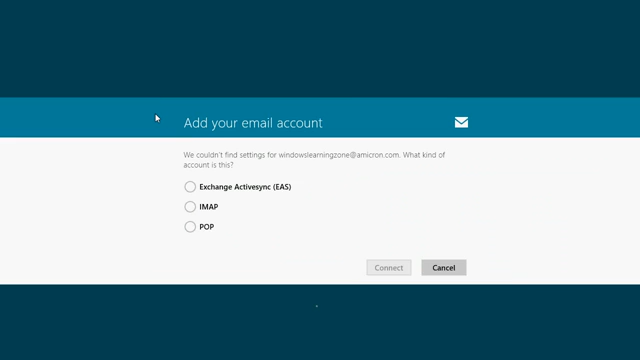 Add your email account
We couldn't find settings for windowslearningzone@amicron.com. What kind of
account is this?
Exchange Activesync (EAS)
IMAP
POP
Connect
Cancel